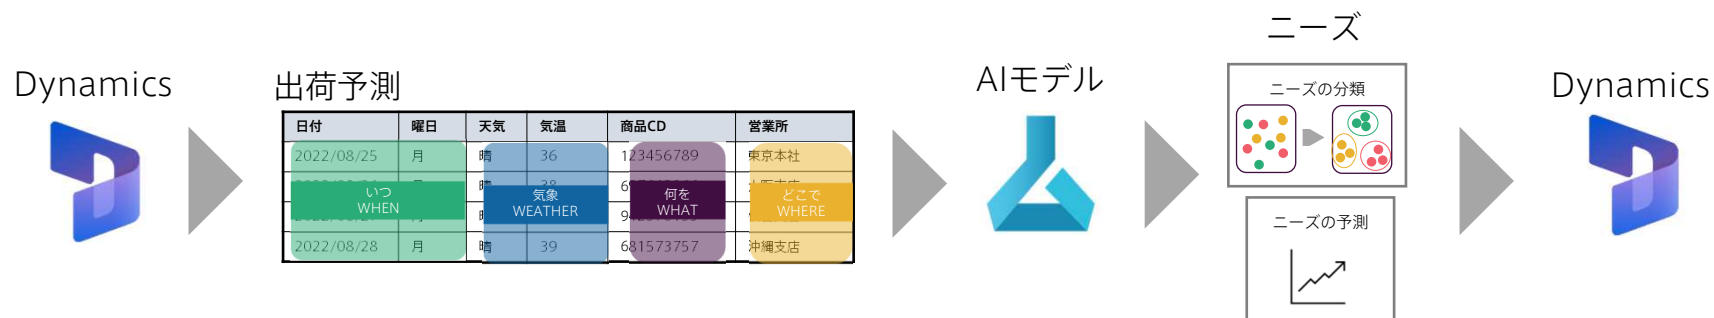 Dynamics
出荷予測
日付 曜日 天気 気温 商品CD 営業所
2022/08/25 月 晴 36 123456789 東京本社
いつ
WHEN
気象
WEATHER
何を
WHAT
どこで
WHERE
2022/08/28 月 晴 39 681573757 沖縄支店
AIモデル
ニーズ
ニーズの分類
ニーズの予測
Dynamics